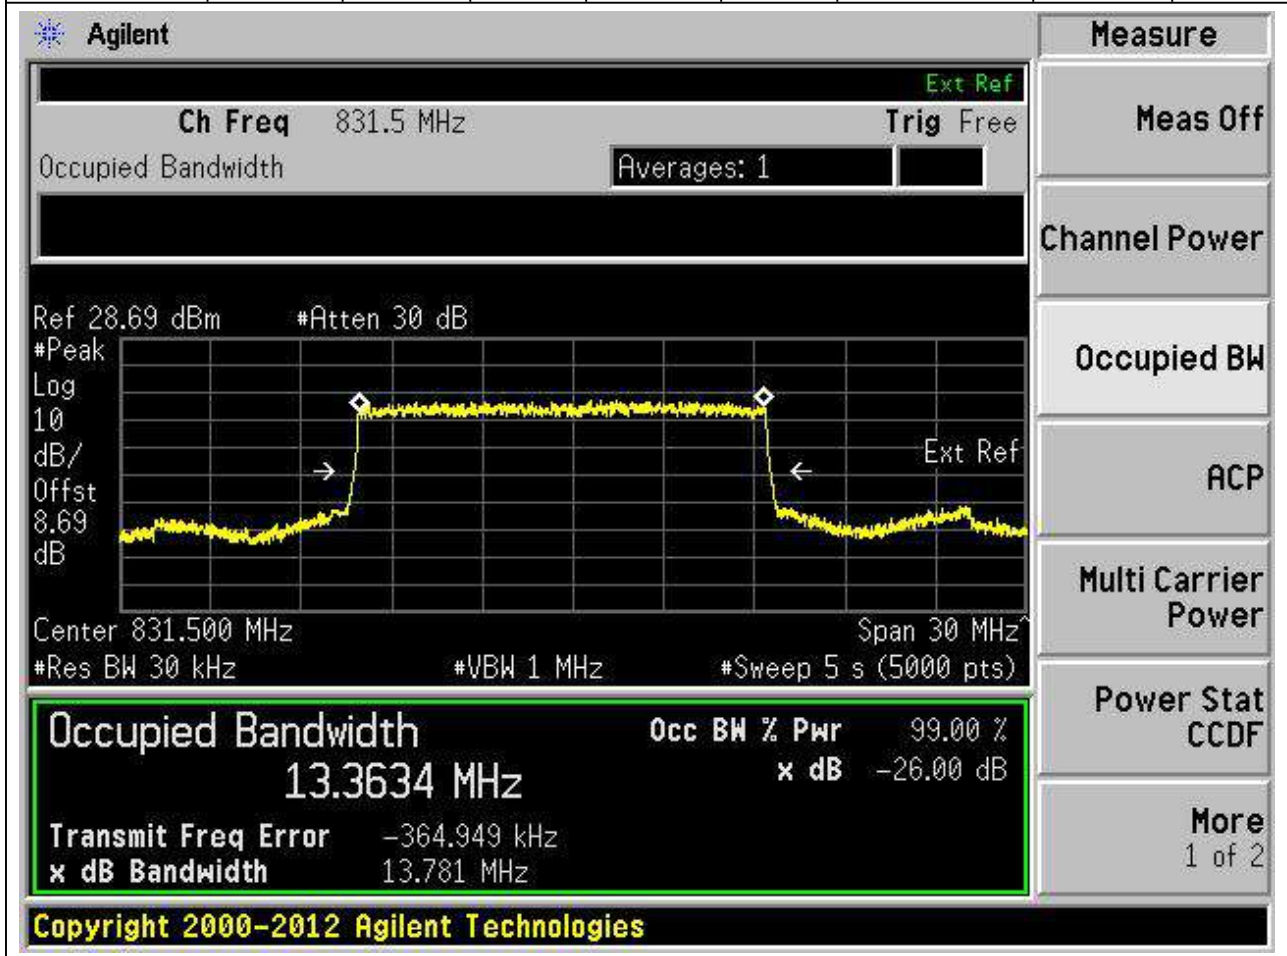 Agilent
Measure
Ext Ref
Ch Freq 831.5 MHz Trig Free
Occupied Bandwidth Averages: 1
Meas Off
Channel Power
Occupied BW
ACP
Multi Carrier
Power
Power Stat
CCDF
More
1 of 2
Ref 28.69 dBm #Atten 30 dB
#Peak
Log
10
dB/
Offst
8.69
dB
Ext Ref
Center 831.500 MHz Span 30 MHz^
#Res BW 30 kHz #VBW 1 MHz #Sweep 5 s (5000 pts)
Occupied Bandwidth Occ BW % Pwr 99.00 %
13.3634 MHz x dB -26.00 dB
Transmit Freq Error -364.949 kHz
x dB Bandwidth 13.781 MHz
Copyright 2000-2012 Agilent Technologies